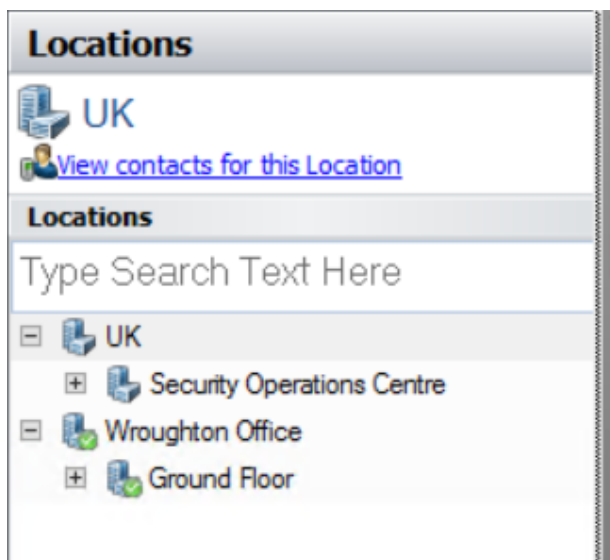 Locations
UK
View contacts for this Location
Locations
Type Search Text Here
UK
Security Operations Centre
Wroughton Office
Ground Floor